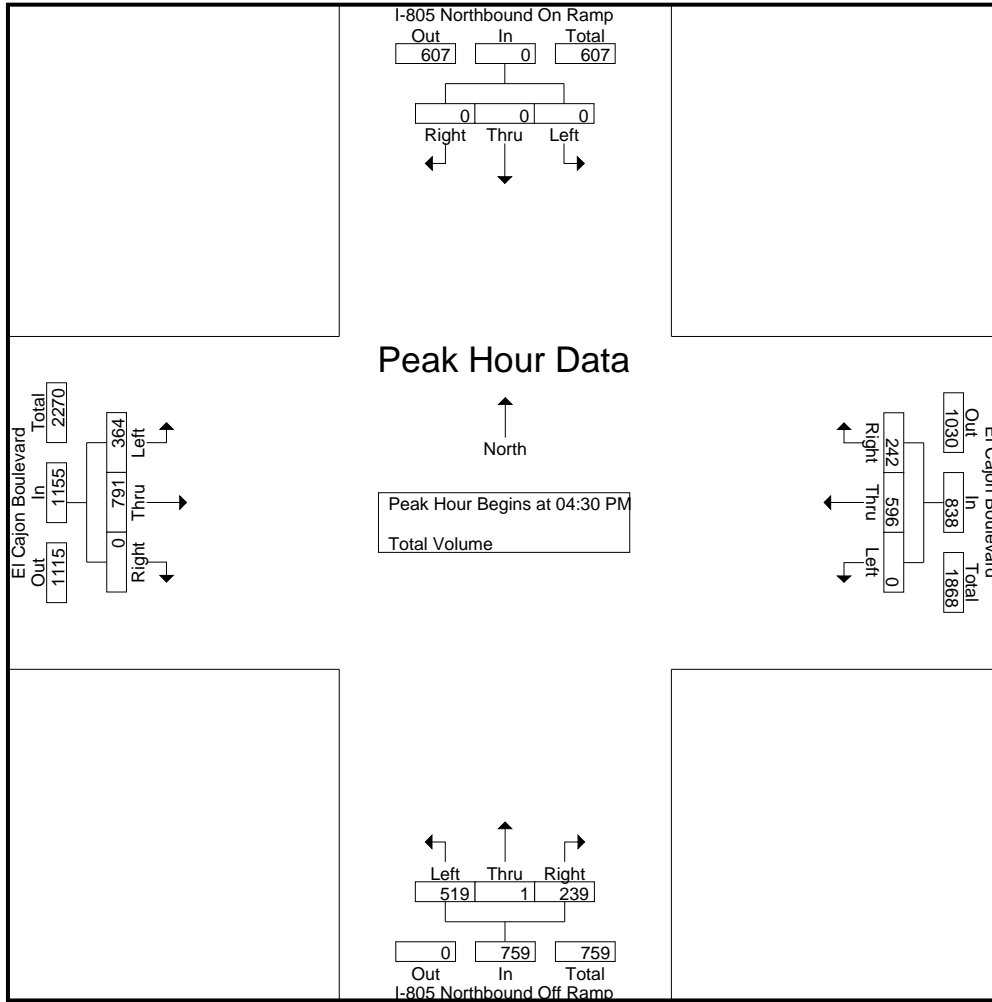 I-805 Northbound On Ramp
Out In Total
607 0 607
0 0 0
Right Thru Left
Peak Hour Data
North
Peak Hour Begins at 04:30 PM
Total Volume
El Cajon Boulevard
Total In Out
2270 1155 1115
364 791 0
Left Thru Right
Right Thru Left
242 596 0
1030 838 1868
Out In Total
El Cajon Boulevard
Left Thru Right
519 1 239
0 759 759
Out In Total
I-805 Northbound Off Ramp